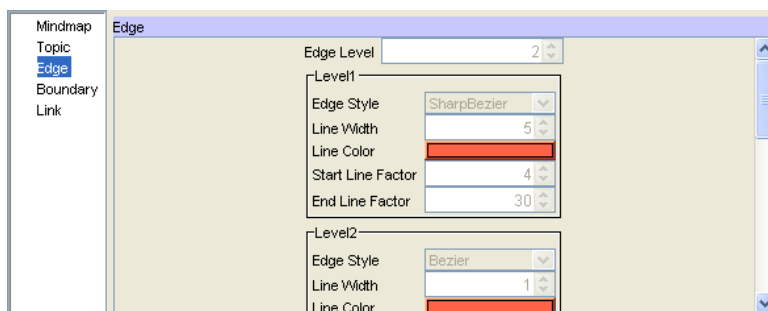 Mindmap
Topic
Edge
Boundary
Link
Edge
Edge Level 2
Level1
Edge Style SharpBezier
Line Width 5
Line Color
Start Line Factor 4
End Line Factor 30
Level2
Edge Style Bezier
Line Width 1
Line Color